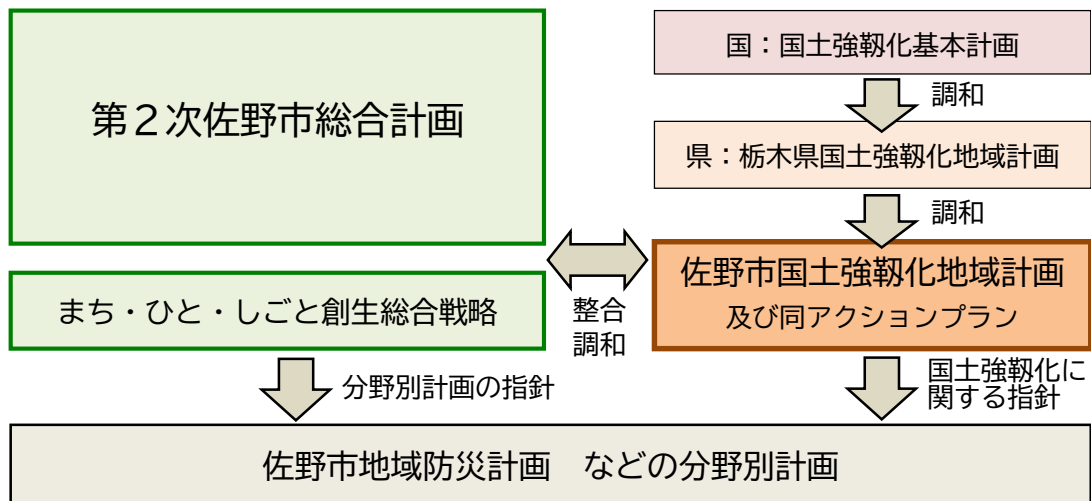 第２次佐野市総合計画
まち・ひと・しごと創生総合戦略
国：国土強靱化基本計画
調和
県：栃木県国土強靱化地域計画
調和
佐野市国土強靱化地域計画
及び同アクションプラン
整合
調和
分野別計画の指針
国土強靱化に
関する指針
佐野市地域防災計画　などの分野別計画